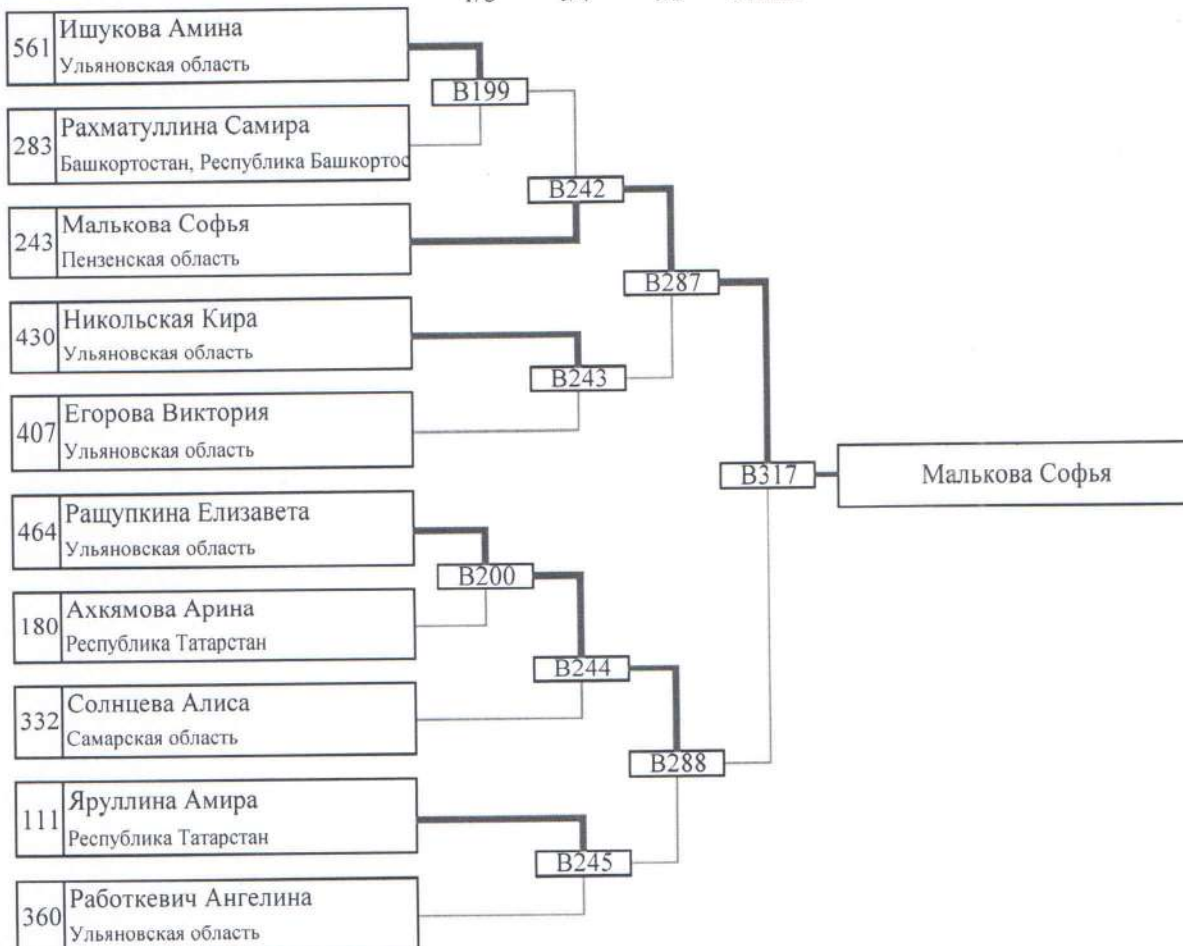 561
Ишукова Амина
Ульяновская область
B199
283
Рахматуллина Самира
Башкортостан, Республика Башкортос
B242
243
Малькова Софья
Пензенская область
B287
430
Никольская Кира
Ульяновская область
B243
407
Егорова Виктория
Ульяновская область
B317
Малькова Софья
464
Ращупкина Елизавета
Ульяновская область
B200
180
Ахкямова Арина
Республика Татарстан
B244
332
Солнцева Алиса
Самарская область
B288
111
Яруллина Амира
Республика Татарстан
B245
360
Работкевич Ангелина
Ульяновская область